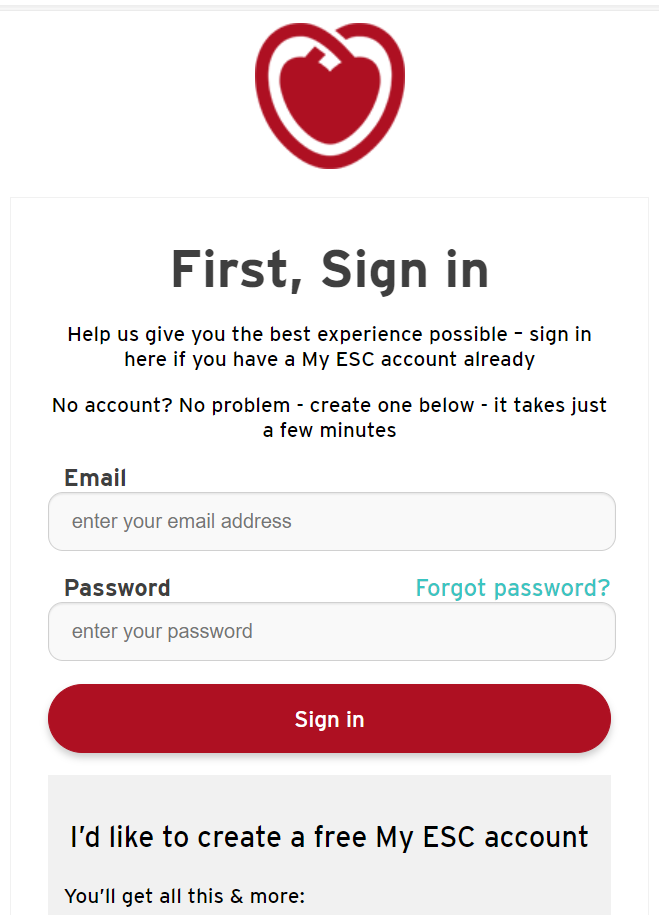 First, Sign in
Help us give you the best experience possible – sign in
here if you have a My ESC account already
No account? No problem - create one below - it takes just
a few minutes
Email
enter your email address
Password Forgot password?
enter your password
Sign in
I’d like to create a free My ESC account
You’ll get all this & more: